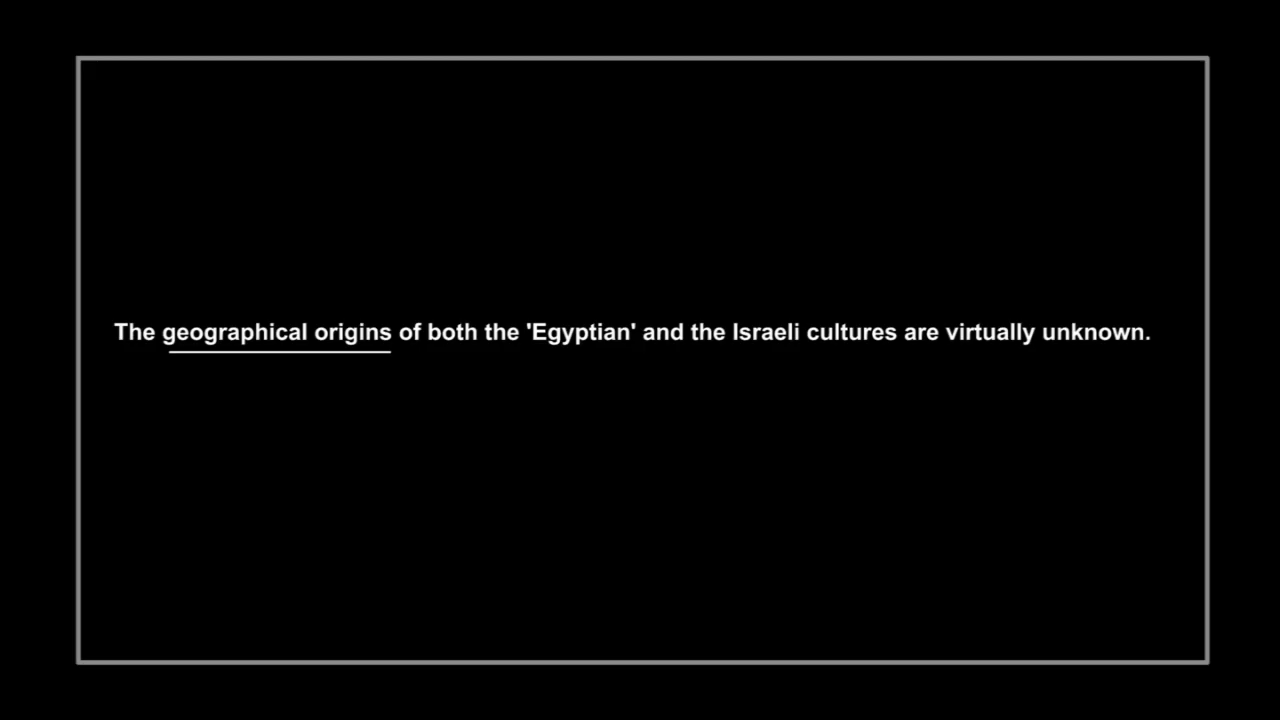 The geographical origins of both the 'Egyptian' and the Israeli cultures are virtually unknown.